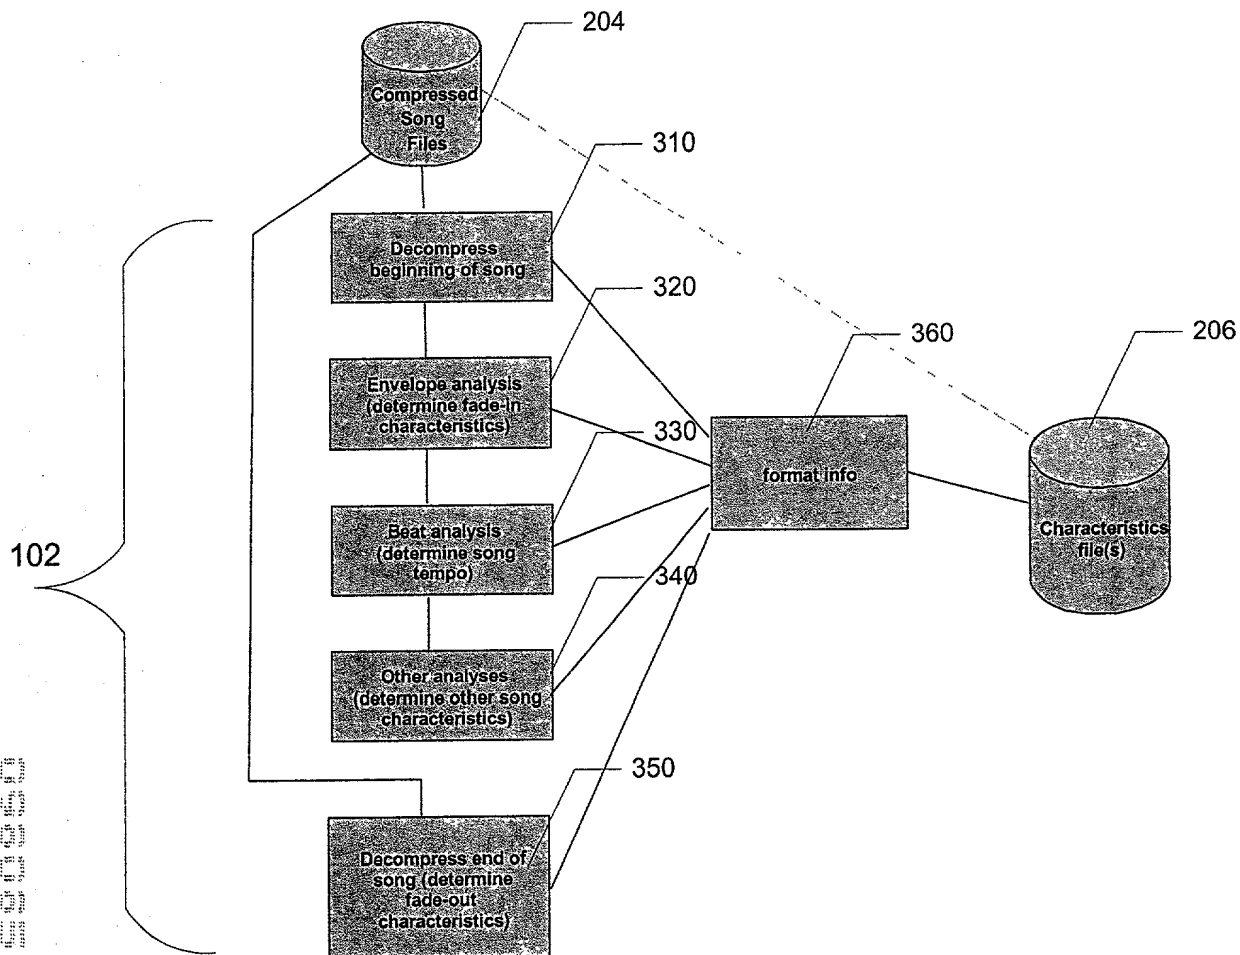 204
Compressed
Song
Files
310
Decompress
beginning of song
320
Envelope analysis
(determine fade-in
characteristics)
360
206
330
format info
Beat analysis
(determine song
tempo)
Characteristics
file(s)
102
340
Other analyses
(determine other song
characteristics)
350
Decompress end of
song (determine
fade-out
characteristics)